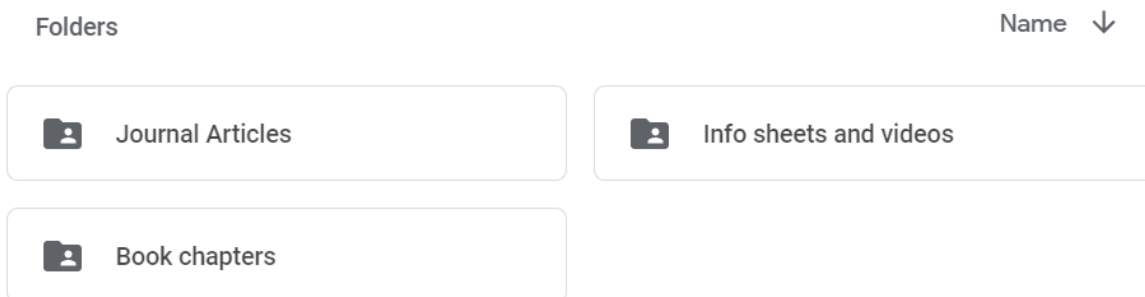 Folders
Name
Journal Articles
Info sheets and videos
Book chapters